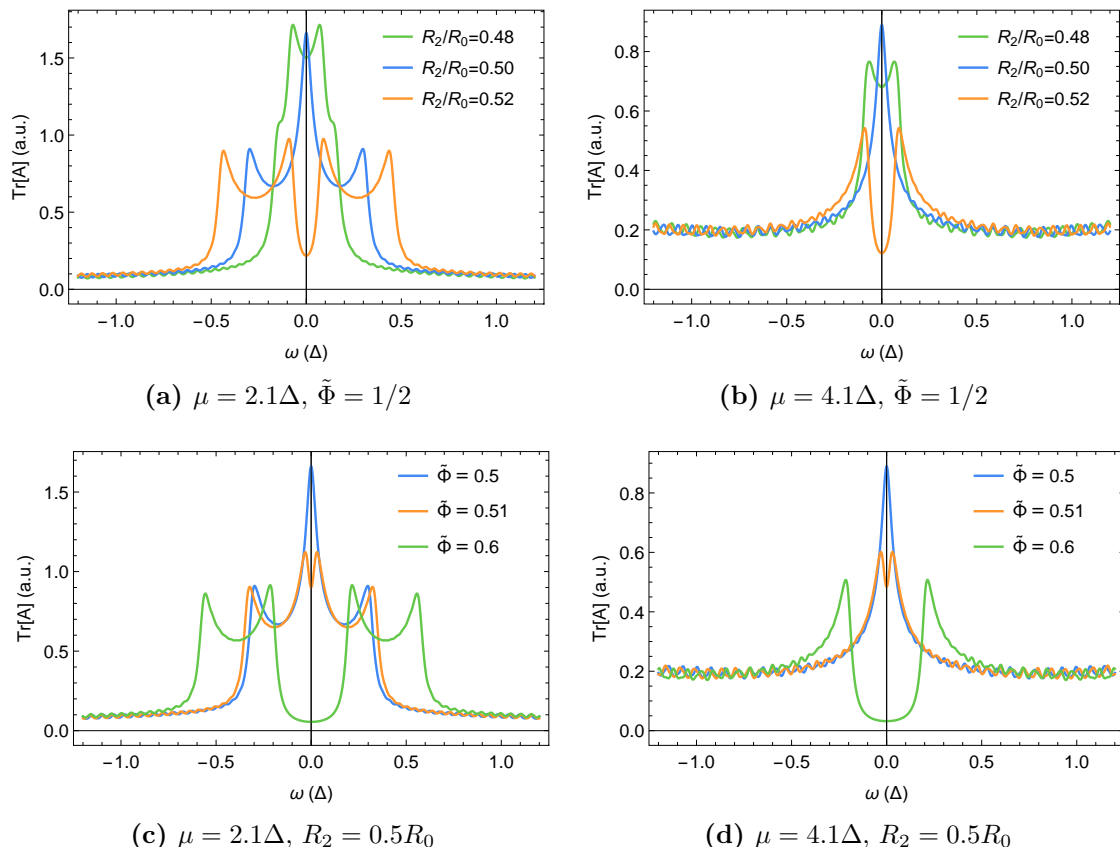 R₂/R₀=0.48
R₂/R₀=0.50
R₂/R₀=0.52
Tr[A] (a.u.)
1.5
1.0
0.5
0.0
−1.0 −0.5 0.0 0.5 1.0
ω (Δ)
(a) μ = 2.1Δ, Φ̃ = 1/2
R₂/R₀=0.48
R₂/R₀=0.50
R₂/R₀=0.52
Tr[A] (a.u.)
0.8
0.6
0.4
0.2
0.0
−1.0 −0.5 0.0 0.5 1.0
ω (Δ)
(b) μ = 4.1Δ, Φ̃ = 1/2
Φ̃ = 0.5
Φ̃ = 0.51
Φ̃ = 0.6
Tr[A] (a.u.)
1.5
1.0
0.5
0.0
−1.0 −0.5 0.0 0.5 1.0
ω (Δ)
(c) μ = 2.1Δ, R₂ = 0.5R₀
Φ̃ = 0.5
Φ̃ = 0.51
Φ̃ = 0.6
Tr[A] (a.u.)
0.8
0.6
0.4
0.2
0.0
−1.0 −0.5 0.0 0.5 1.0
ω (Δ)
(d) μ = 4.1Δ, R₂ = 0.5R₀